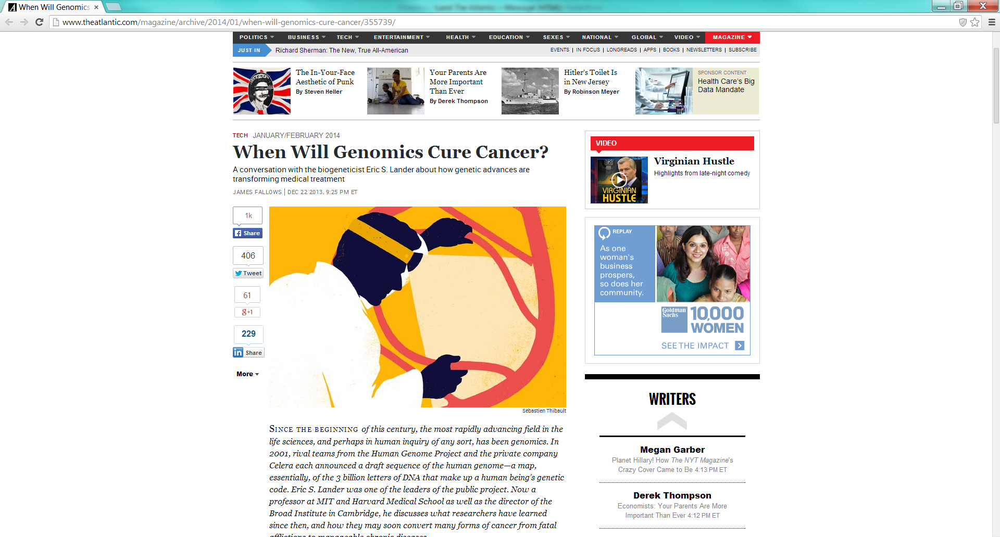 When Will Genomics
www.theatlantic.com/magazine/archive/2014/01/when-will-genomics-cure-cancer/355739/
POLITICS BUSINESS TECH ENTERTAINMENT HEALTH EDUCATION SEXES NATIONAL GLOBAL VIDEO MAGAZINE
JUST IN Richard Sherman: The New, True All-American
EVENTS | IN FOCUS | LONGREADS | APPS | BOOKS | NEWSLETTERS | SUBSCRIBE
The In-Your-Face
Aesthetic of Punk
By Steven Heller
Your Parents Are
More Important
Than Ever
By Derek Thompson
Hitler's Toilet Is
in New Jersey
By Robinson Meyer
SPONSOR CONTENT
Health Care's Big
Data Mandate
TECH JANUARY/FEBRUARY 2014
When Will Genomics Cure Cancer?
A conversation with the biogeneticist Eric S. Lander about how genetic advances are
transforming medical treatment
JAMES FALLOWS | DEC 22 2013, 9:25 PM ET
1k
Share
406
Tweet
61
g+1
229
in Share
More
Sébastien Thibault
SINCE THE BEGINNING of this century, the most rapidly advancing field in the
life sciences, and perhaps in human inquiry of any sort, has been genomics. In
2001, rival teams from the Human Genome Project and the private company
Celera each announced a draft sequence of the human genome—a map,
essentially, of the 3 billion letters of DNA that make up a human being's genetic
code. Eric S. Lander was one of the leaders of the public project. Now a
professor at MIT and Harvard Medical School as well as the director of the
Broad Institute in Cambridge, he discusses what researchers have learned
since then, and how they may soon convert many forms of cancer from fatal
afflictions to manageable chronic diseases.
VIDEO
VIRGINIAN
HUSTLE
Virginian Hustle
Highlights from late-night comedy
REPLAY
As one
woman's
business
prospers,
so does her
community.
Goldman
Sachs
10,000
WOMEN
SEE THE IMPACT
WRITERS
Megan Garber
Planet Hillary! How The NYT Magazine's
Crazy Cover Came to Be 4:13 PM ET
Derek Thompson
Economists: Your Parents Are More
Important Than Ever 4:12 PM ET